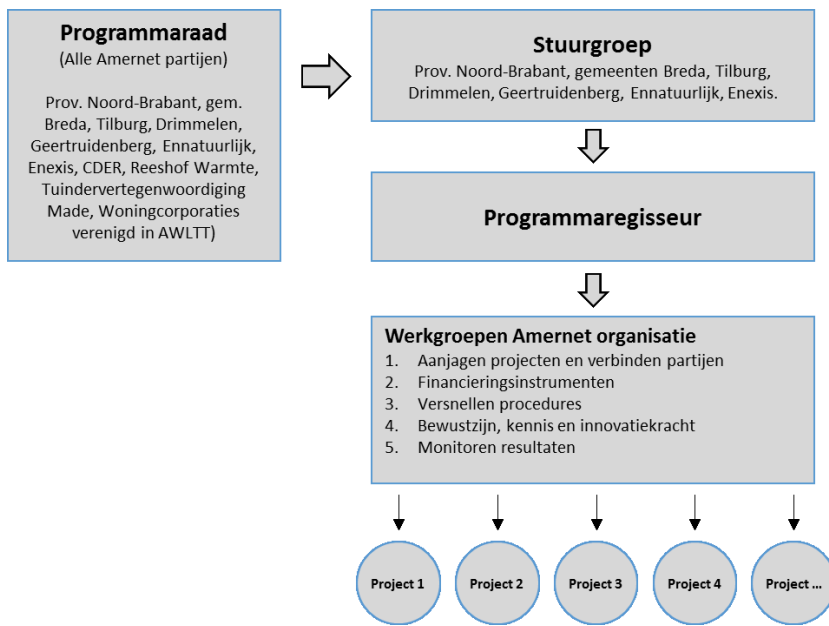 Programmaraad
(Alle Amernet partijen)
Prov. Noord-Brabant, gem.
Breda, Tilburg, Drimmelen,
Geertruidenberg, Ennatuurlijk,
Enexis, CDER, Reeshof Warmte,
Tuindervertegenwoordiging
Made, Woningcorporaties
verenigd in AWLTT)
Stuurgroep
Prov. Noord-Brabant, gemeenten Breda, Tilburg,
Drimmelen, Geertruidenberg, Ennatuurlijk, Enexis.
Programmaregisseur
Werkgroepen Amernet organisatie
1. Aanjagen projecten en verbinden partijen
2. Financieringsinstrumenten
3. Versnellen procedures
4. Bewustzijn, kennis en innovatiekracht
5. Monitoren resultaten
Project 1
Project 2
Project 3
Project 4
Project ...